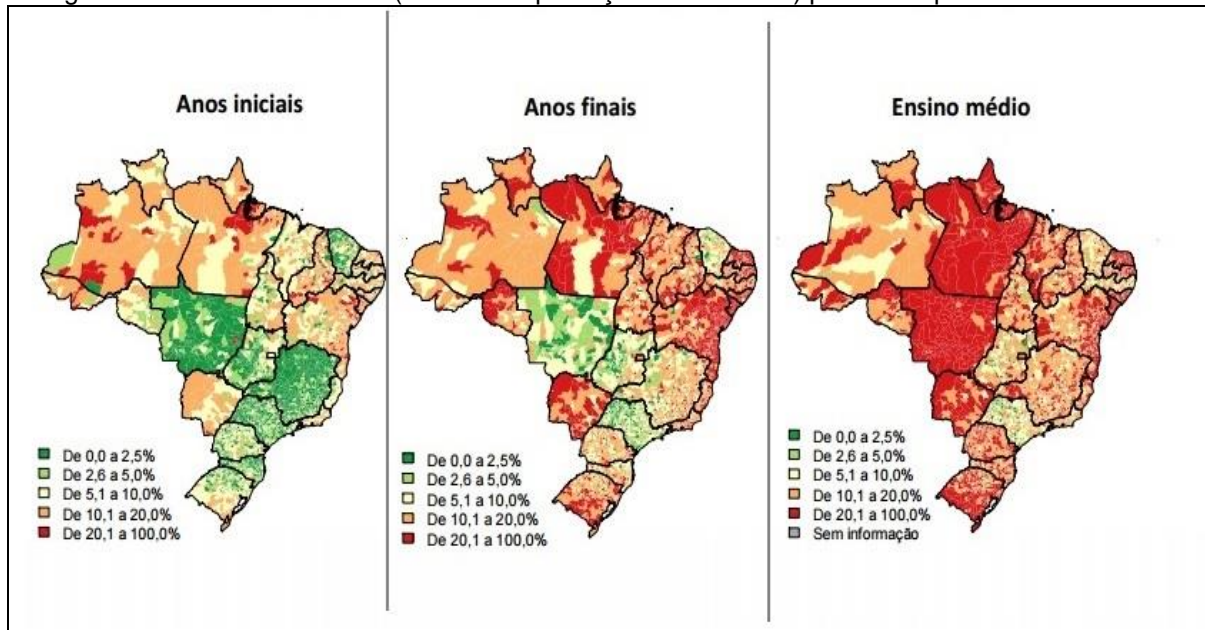 Anos iniciais
Anos finais
Ensino médio
De 0,0 a 2,5%
De 2,6 a 5,0%
De 5,1 a 10,0%
De 10,1 a 20,0%
De 20,1 a 100,0%
De 0,0 a 2,5%
De 2,6 a 5,0%
De 5,1 a 10,0%
De 10,1 a 20,0%
De 20,1 a 100,0%
De 0,0 a 2,5%
De 2,6 a 5,0%
De 5,1 a 10,0%
De 10,1 a 20,0%
De 20,1 a 100,0%
Sem informação